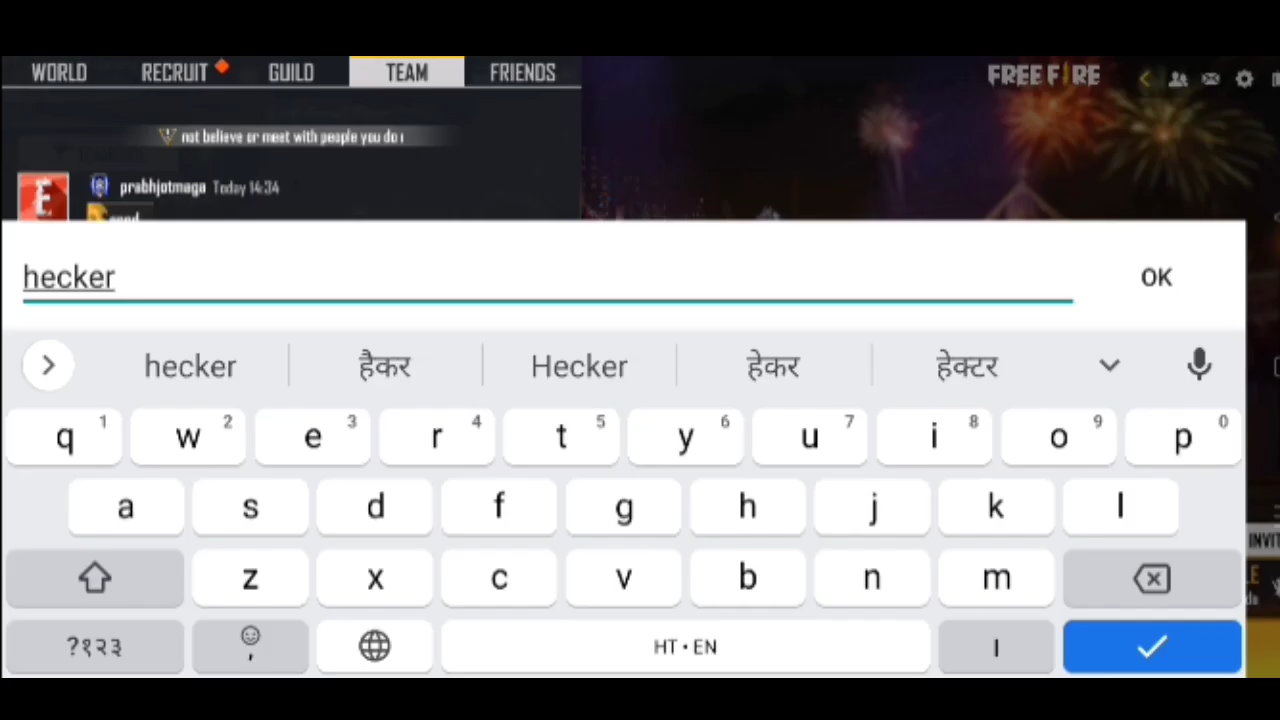 WORLD RECRUIT GUILD TEAM FRIENDS FREE FIRE
not believe or meet with people you do
prabhjotmaga Today 14:34
hecker OK
hecker हैकर Hecker हेकर हेक्टर
q 1 w 2 e 3 r 4 t 5 y 6 u 7 i 8 o 9 p 0
a s d f g h j k l
INVIT
z x c v b n m
?१२३ , HT • EN ।